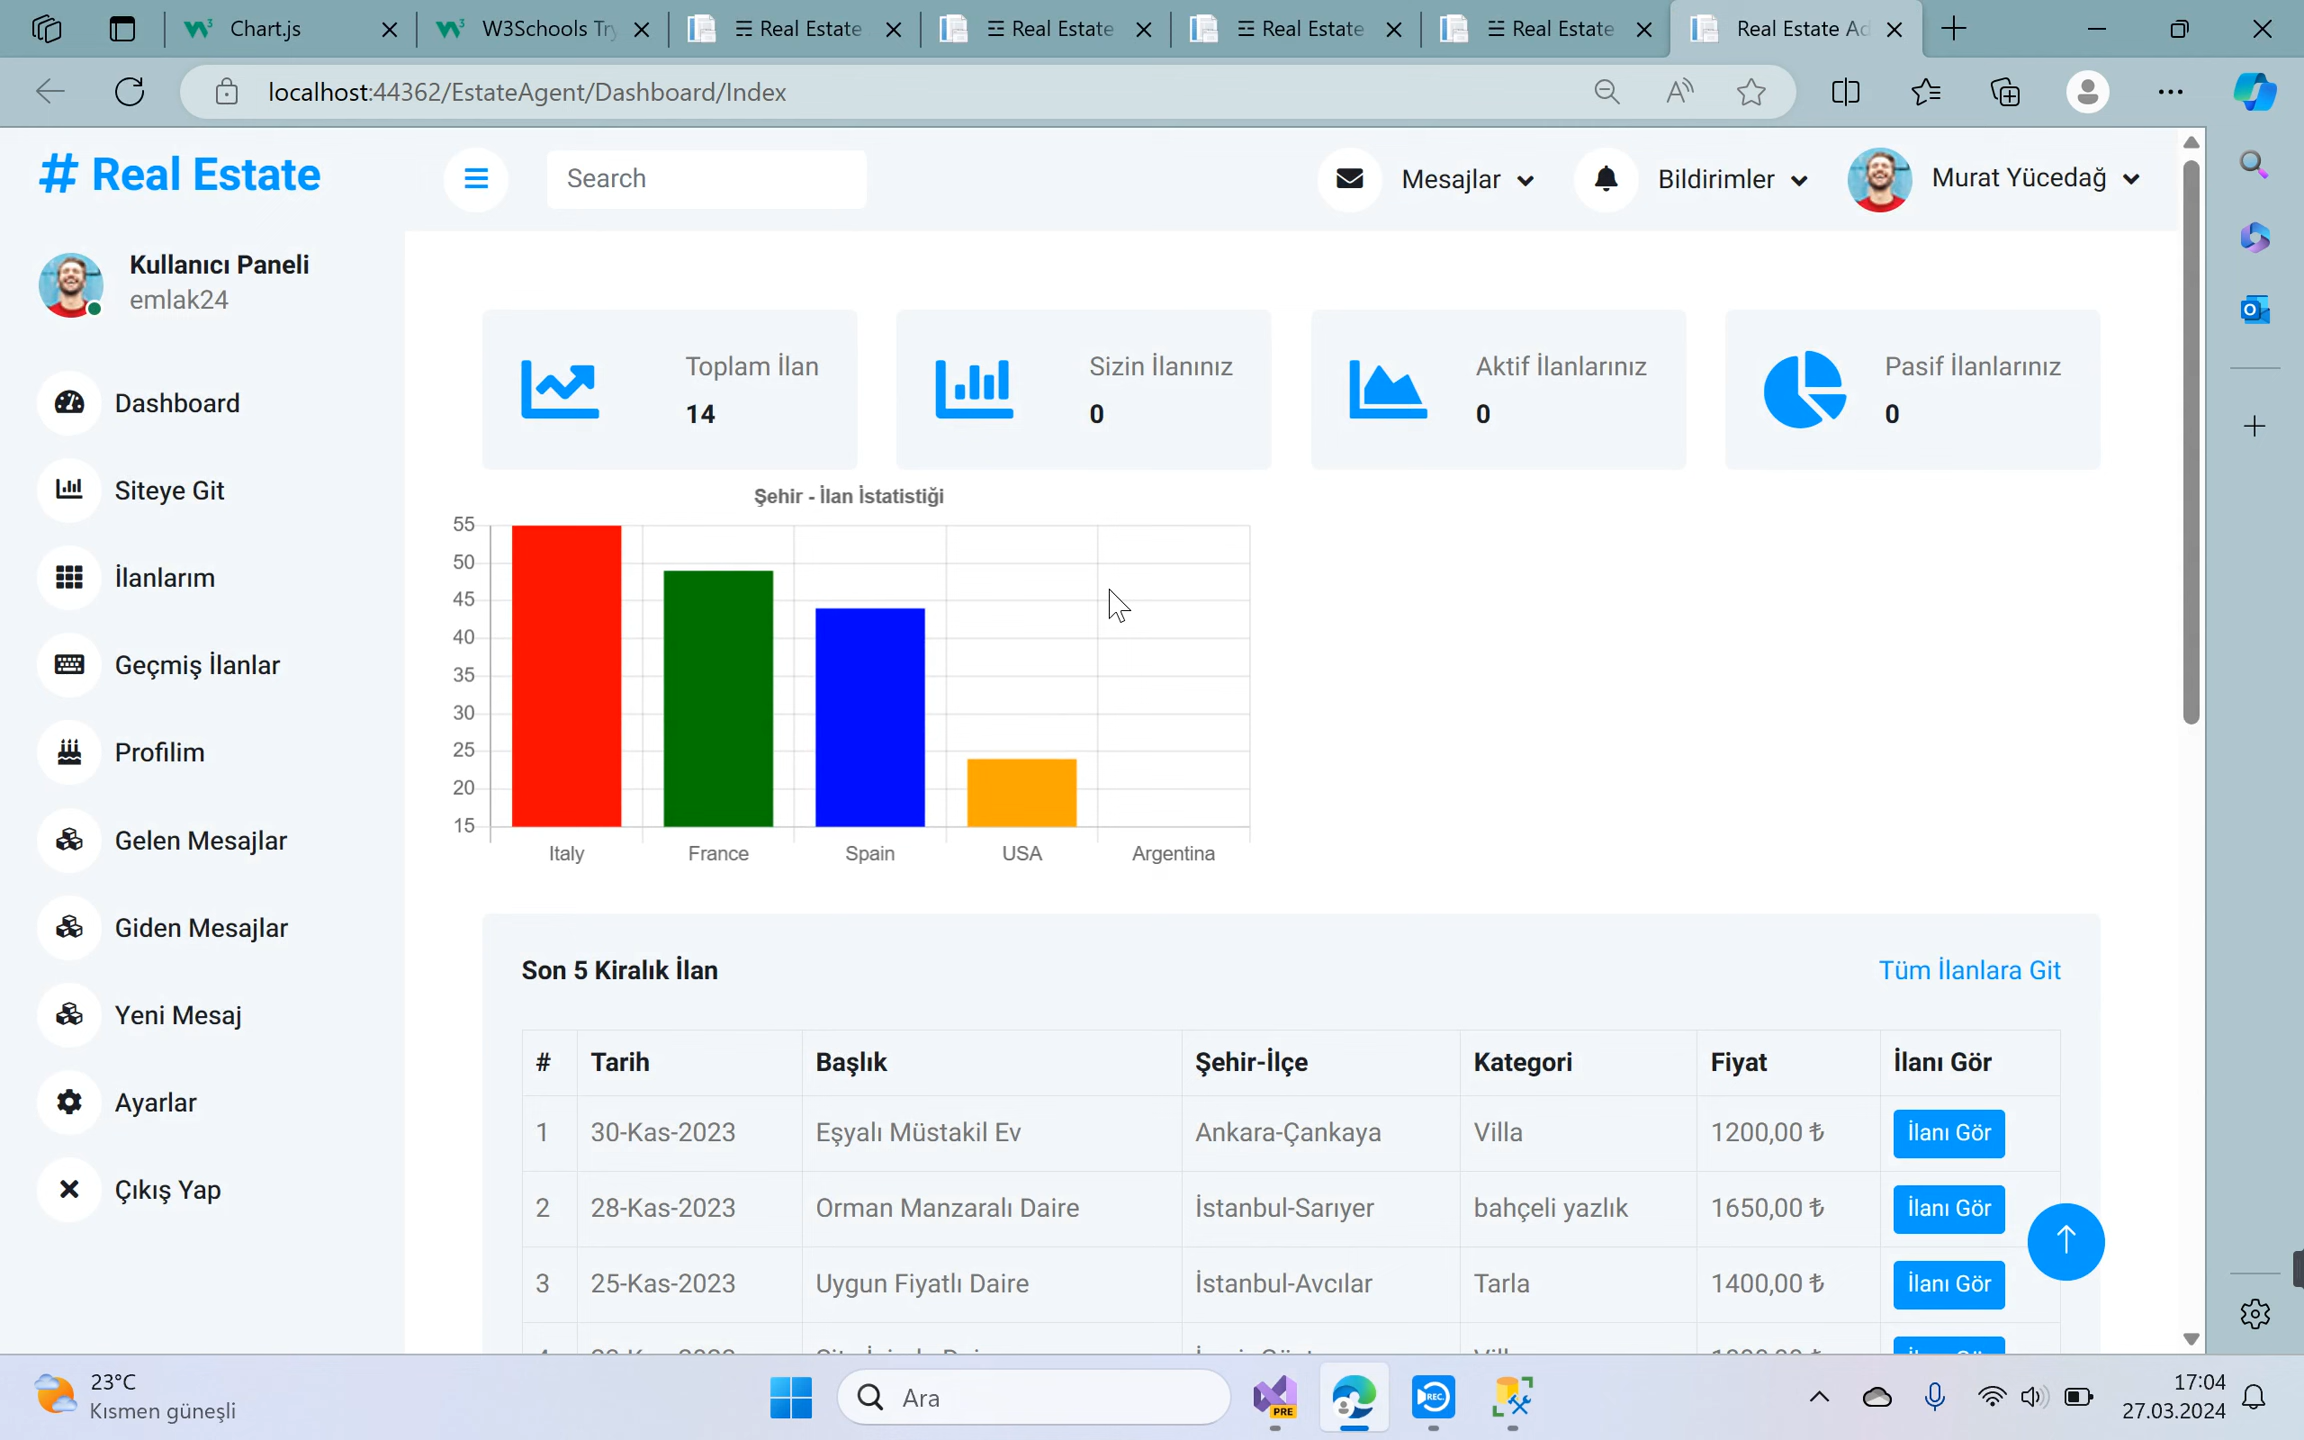 Chart.js
W3Schools Try
Real Estate
Real Estate
Real Estate
Real Estate
Real Estate Ad
localhost:44362/EstateAgent/Dashboard/Index
# Real Estate
Search
Mesajlar
Bildirimler
Murat Yücedağ
Kullanıcı Paneli
emlak24
Dashboard
Siteye Git
İlanlarım
Geçmiş İlanlar
Profilim
Gelen Mesajlar
Giden Mesajlar
Yeni Mesaj
Ayarlar
Çıkış Yap
Toplam İlan
14
Sizin İlanınız
0
Aktif İlanlarınız
0
Pasif İlanlarınız
0
Şehir - İlan İstatistiği
55
50
45
40
35
30
25
20
15
Italy France Spain USA Argentina
Son 5 Kiralık İlan
Tüm İlanlara Git
# Tarih Başlık Şehir-İlçe Kategori Fiyat İlanı Gör
1 30-Kas-2023 Eşyalı Müstakil Ev Ankara-Çankaya Villa 1200,00 ₺ İlanı Gör
2 28-Kas-2023 Orman Manzaralı Daire İstanbul-Sarıyer bahçeli yazlık 1650,00 ₺ İlanı Gör
3 25-Kas-2023 Uygun Fiyatlı Daire İstanbul-Avcılar Tarla 1400,00 ₺ İlanı Gör
23°C
Kısmen güneşli
Ara
PRE
REC
17:04
27.03.2024